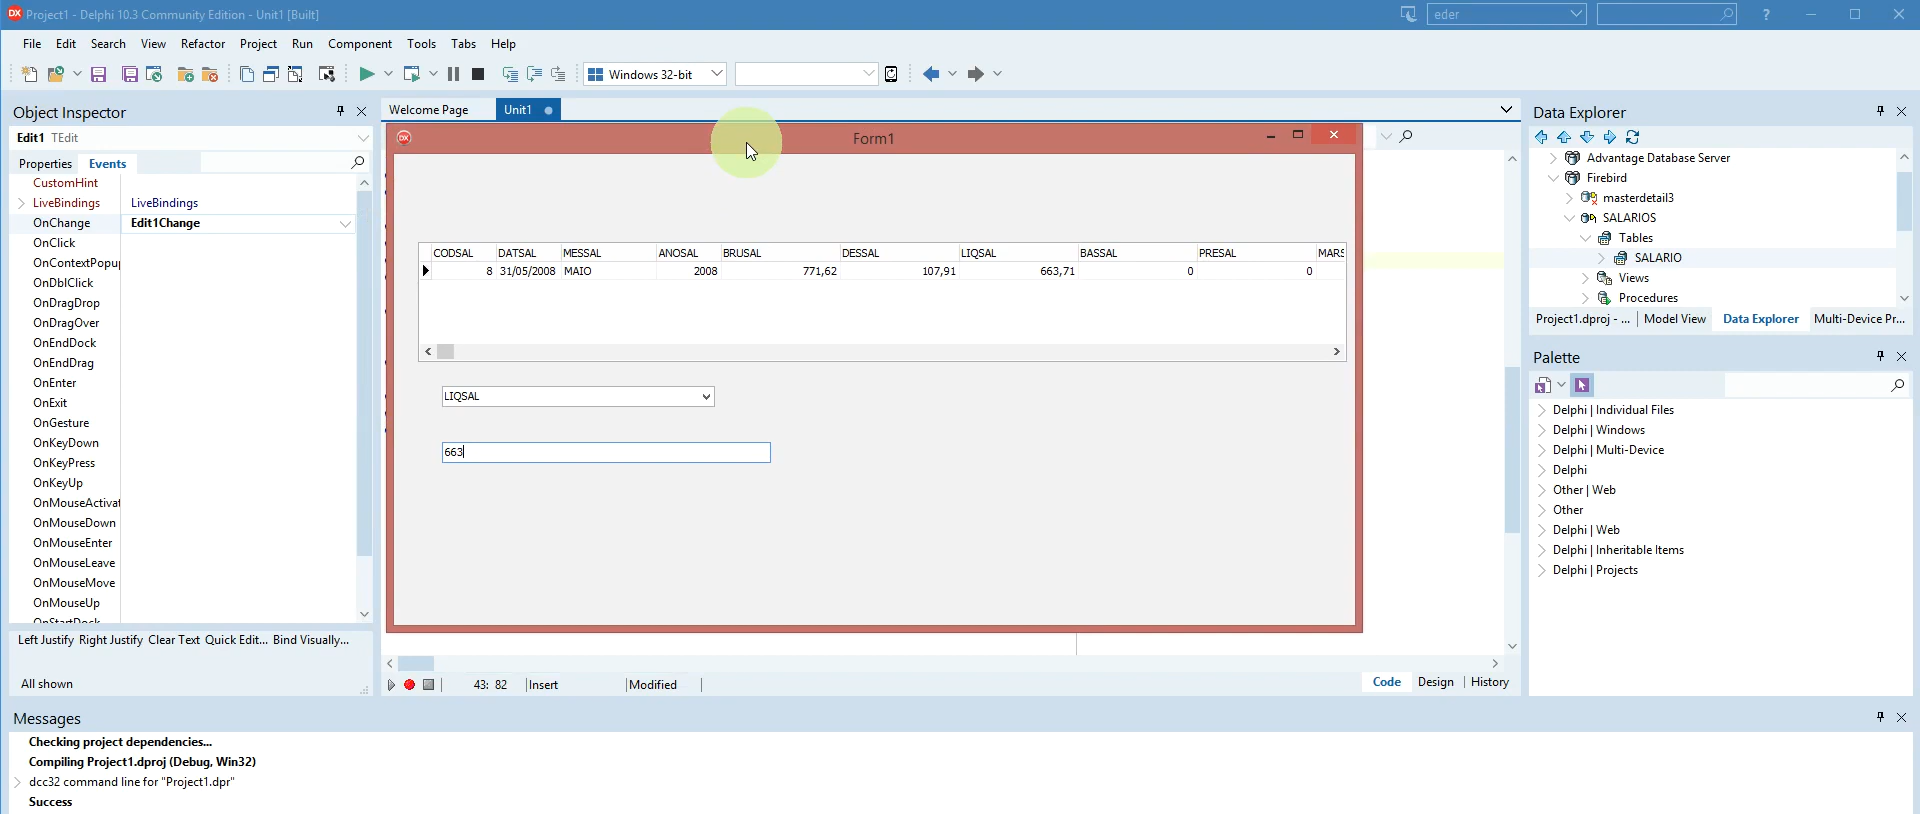 Project1 - Delphi 10.3 Community Edition - Unit1 [Built]
eder
?
File Edit Search View Refactor Project Run Component Tools Tabs Help
Windows 32-bit
Object Inspector
Edit1 TEdit
Properties Events
CustomHint
LiveBindings LiveBindings
OnChange Edit1Change
OnClick
OnContextPopu
OnDblClick
OnDragDrop
OnDragOver
OnEndDock
OnEndDrag
OnEnter
OnExit
OnGesture
OnKeyDown
OnKeyPress
OnKeyUp
OnMouseActivat
OnMouseDown
OnMouseEnter
OnMouseLeave
OnMouseMove
OnMouseUp
OnStartDock
Left Justify Right Justify Clear Text Quick Edit... Bind Visually...
All shown
Welcome Page Unit1
DX Form1
CODSAL DATSAL MESSAL ANOSAL BRUSAL DESSAL LIQSAL BASSAL PRESAL MARS
8 31/05/2008 MAIO 2008 771,62 107,91 663,71 0 0
LIQSAL
663
43: 82 Insert Modified
Code Design History
Data Explorer
Advantage Database Server
Firebird
masterdetail3
SALARIOS
Tables
SALARIO
Views
Procedures
Project1.dproj - ... Model View Data Explorer Multi-Device Pr...
Palette
Delphi | Individual Files
Delphi | Windows
Delphi | Multi-Device
Delphi
Other | Web
Other
Delphi | Web
Delphi | Inheritable Items
Delphi | Projects
Messages
Checking project dependencies...
Compiling Project1.dproj (Debug, Win32)
dcc32 command line for "Project1.dpr"
Success